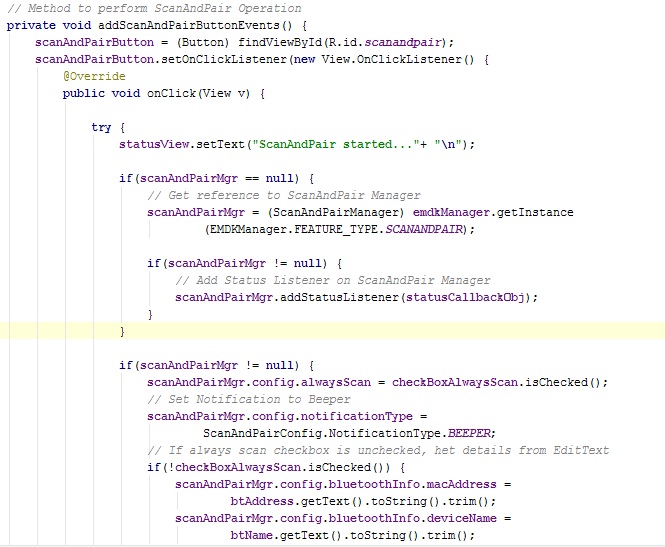 // Method to perform ScanAndPair Operation
private void addScanAndPairButtonEvents() {
scanAndPairButton = (Button) findViewById(R.id.scanandpair);
scanAndPairButton.setOnClickListener(new View.OnClickListener() {
@Override
public void onClick(View v) {
try {
statusView.setText("ScanAndPair started..."+ "\n");
if(scanAndPairMgr == null) {
// Get reference to ScanAndPair Manager
scanAndPairMgr = (ScanAndPairManager) emdkManager.getInstance
(EMDKManager.FEATURE_TYPE.SCANANDPAIR);
if(scanAndPairMgr != null) {
// Add Status Listener on ScanAndPair Manager
scanAndPairMgr.addStatusListener(statusCallbackObj);
}
}
if(scanAndPairMgr != null) {
scanAndPairMgr.config.alwaysScan = checkBoxAlwaysScan.isChecked();
// Set Notification to Beeper
scanAndPairMgr.config.notificationType =
ScanAndPairConfig.NotificationType.BEEPER;
// If always scan checkbox is unchecked, het details from EditText
if(!checkBoxAlwaysScan.isChecked()) {
scanAndPairMgr.config.bluetoothInfo.macAddress =
btAddress.getText().toString().trim();
scanAndPairMgr.config.bluetoothInfo.deviceName =
btName.getText().toString().trim();